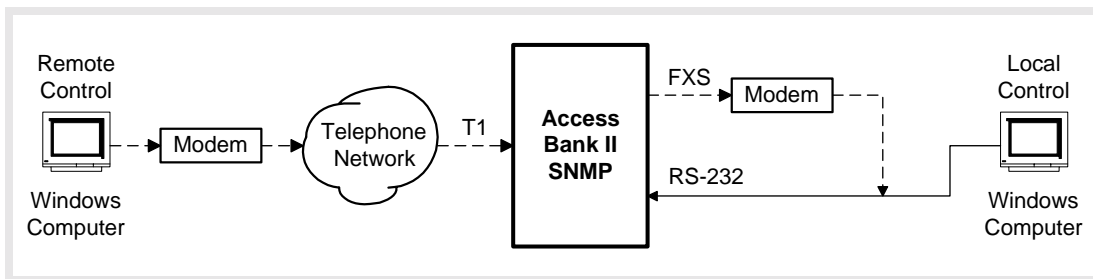 Remote
Control
Windows
Computer
Modem
Telephone
Network
T1
Access
Bank II
SNMP
FXS
Modem
RS-232
Local
Control
Windows
Computer